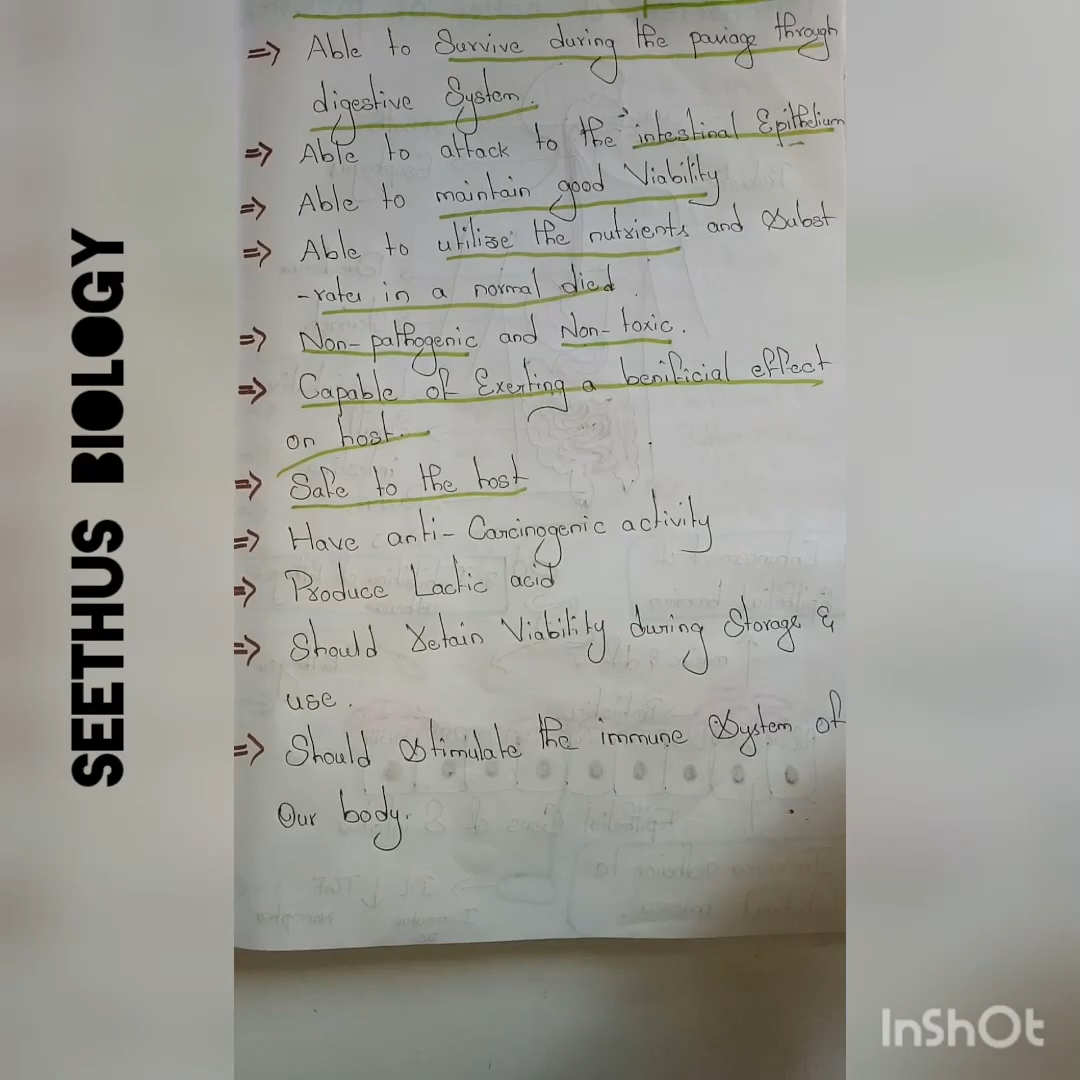 SEETHUS BIOLOGY
=> Able to Survive during the passage through
digestive System.
=> Able to attack to the intestinal Epithelium
=> Able to maintain good Viability
=> Able to utilize the nutrients and Subst
-rates in a normal died.
=> Non-pathogenic and Non-toxic.
=> Capable of Exerting a benificial effect
on host.
=> Safe to the host
=> Have anti-Carcinogenic activity
=> Produce Lactic acid
=> Should retain Viability during Storage &
use.
=> Should Stimulate the immune System of
Our body.
InShOt